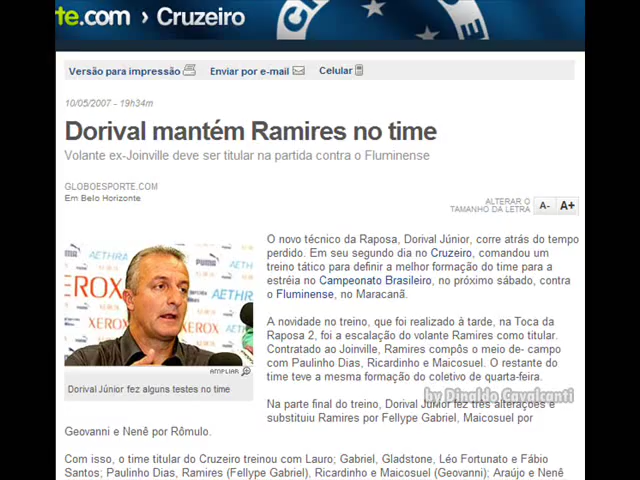 rte.com › Cruzeiro
Versão para impressão Enviar por e-mail Celular
10/05/2007 - 19h34m
Dorival mantém Ramires no time
Volante ex-Joinville deve ser titular na partida contra o Fluminense
GLOBOESPORTE.COM
Em Belo Horizonte
ALTERAR O
TAMANHO DA LETRA A- A+
O novo técnico da Raposa, Dorival Júnior, corre atrás do tempo
perdido. Em seu segundo dia no Cruzeiro, comandou um
treino tático para definir a melhor formação do time para a
estréia no Campeonato Brasileiro, no próximo sábado, contra
o Fluminense, no Maracanã.
AETHRA
XEROX
AMPLIAR
Dorival Júnior fez alguns testes no time
A novidade no treino, que foi realizado à tarde, na Toca da
Raposa 2, foi a escalação do volante Ramires como titular.
Contratado ao Joinville, Ramires compôs o meio-de- campo
com Paulinho Dias, Ricardinho e Maicosuel. O restante do
time teve a mesma formação do coletivo de quarta-feira.
by Dinaldo Cavalcanti
Na parte final do treino, Dorival Júnior fez três alterações e
substituiu Ramires por Fellype Gabriel, Maicosuel por
Geovanni e Nenê por Rômulo.
Com isso, o time titular do Cruzeiro treinou com Lauro; Gabriel, Gladstone, Léo Fortunato e Fábio
Santos; Paulinho Dias, Ramires (Fellype Gabriel), Ricardinho e Maicosuel (Geovanni); Araújo e Nenê